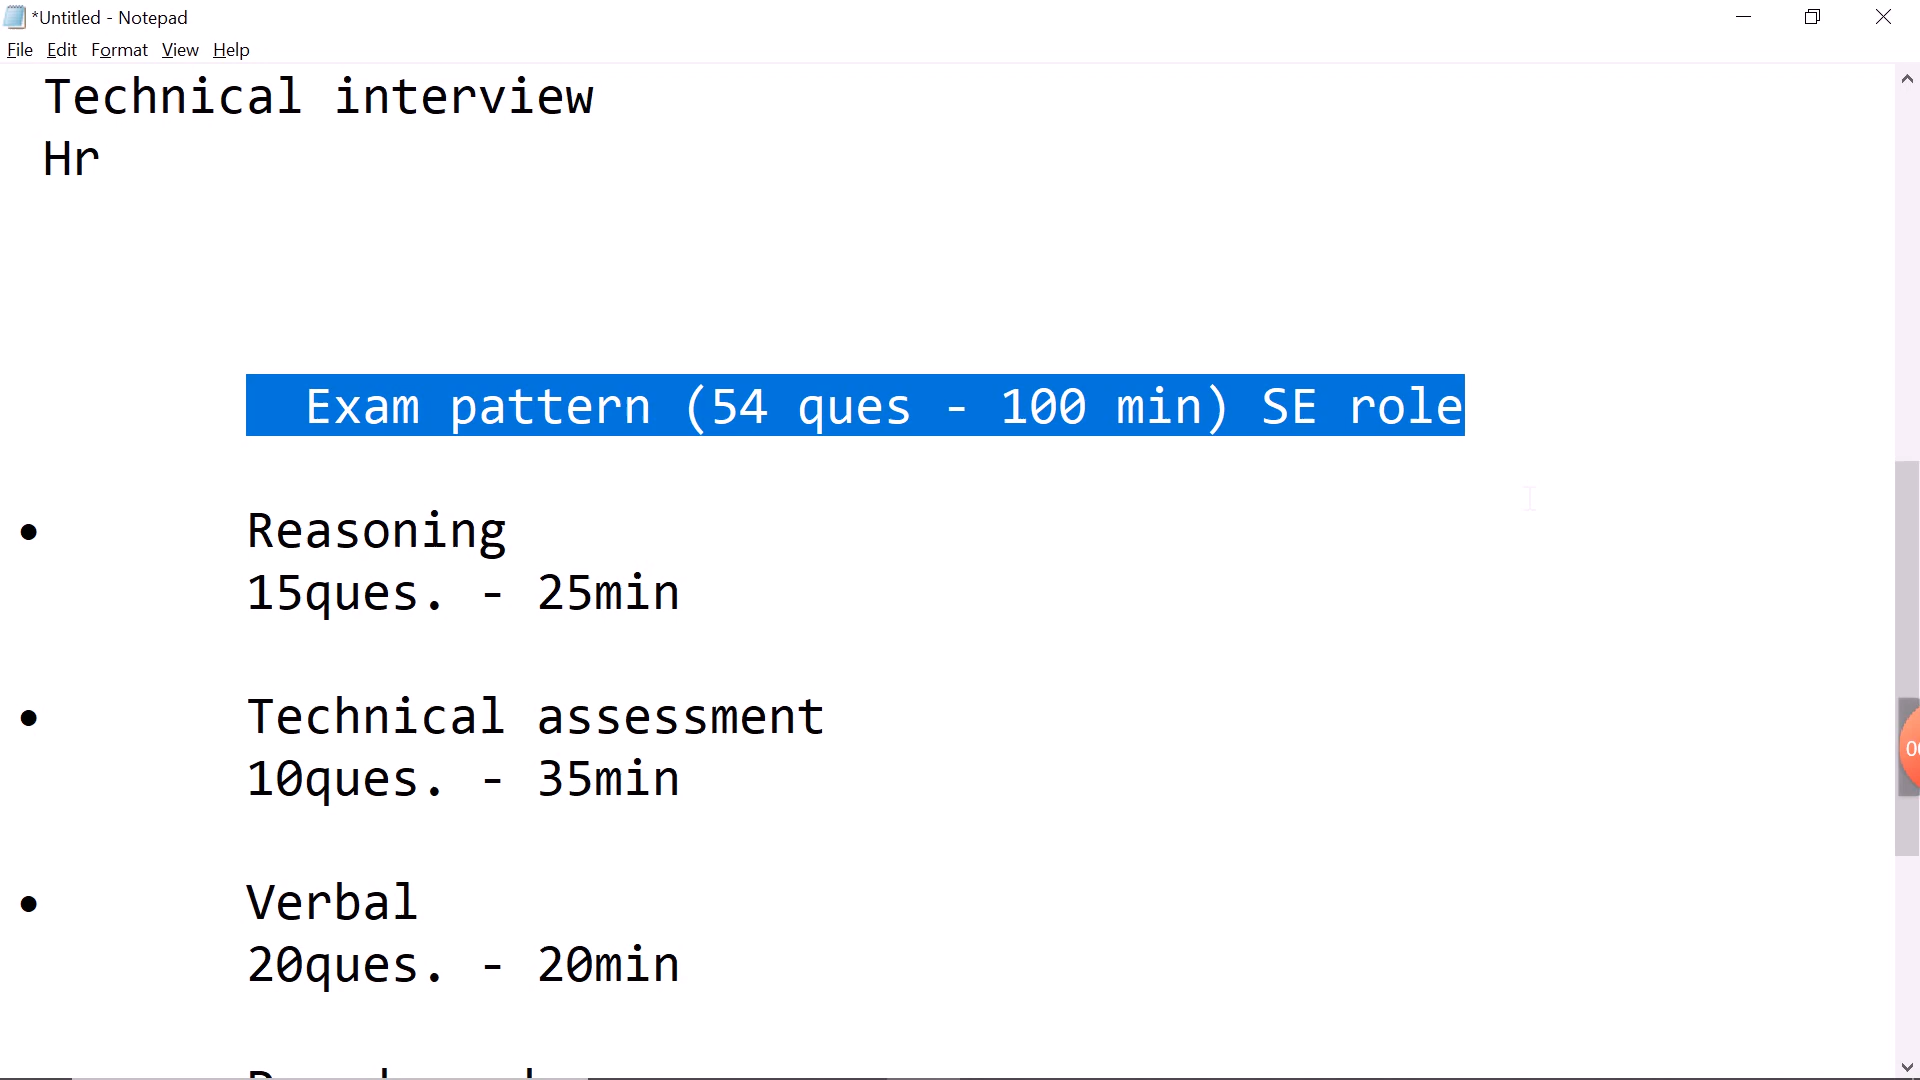 *Untitled - Notepad
File Edit Format View Help
Technical interview
Hr
Exam pattern (54 ques - 100 min) SE role
• Reasoning
15ques. - 25min
• Technical assessment
10ques. - 35min
• Verbal
20ques. - 20min